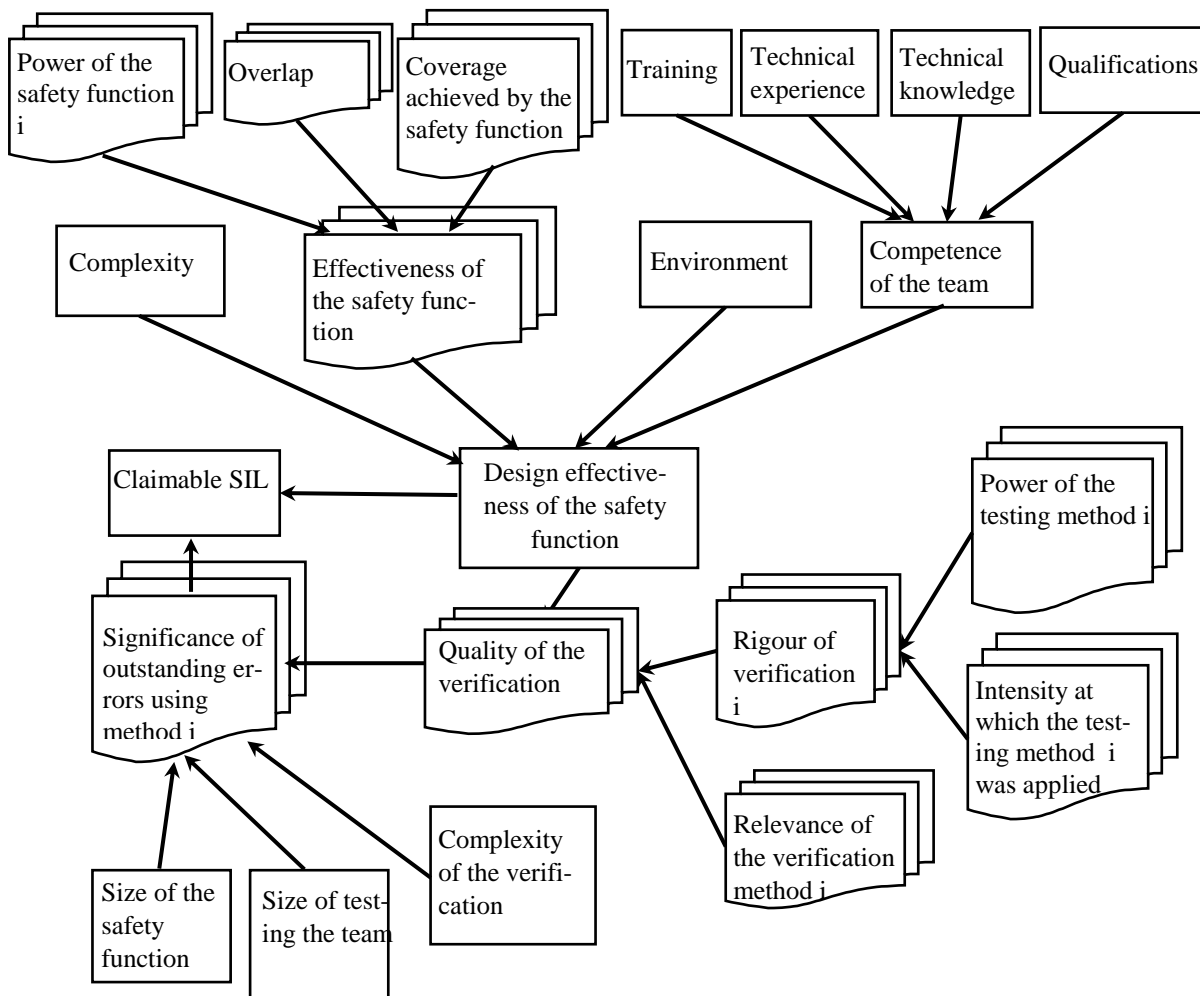 Power of the
safety function
i
Overlap
Coverage
achieved by the
safety function
Training
Technical
experience
Technical
knowledge
Qualifications
Complexity
Effectiveness of
the safety func-
tion
Environment
Competence
of the team
Claimable SIL
Design effective-
ness of the safety
function
Power of the
testing method i
Significance of
outstanding er-
rors using
method i
Quality of the
verification
Rigour of
verification
i
Intensity at
which the test-
ing method i
was applied
Relevance of
the verification
method i
Complexity
of the verifi-
cation
Size of the
safety
function
Size of test-
ing the team